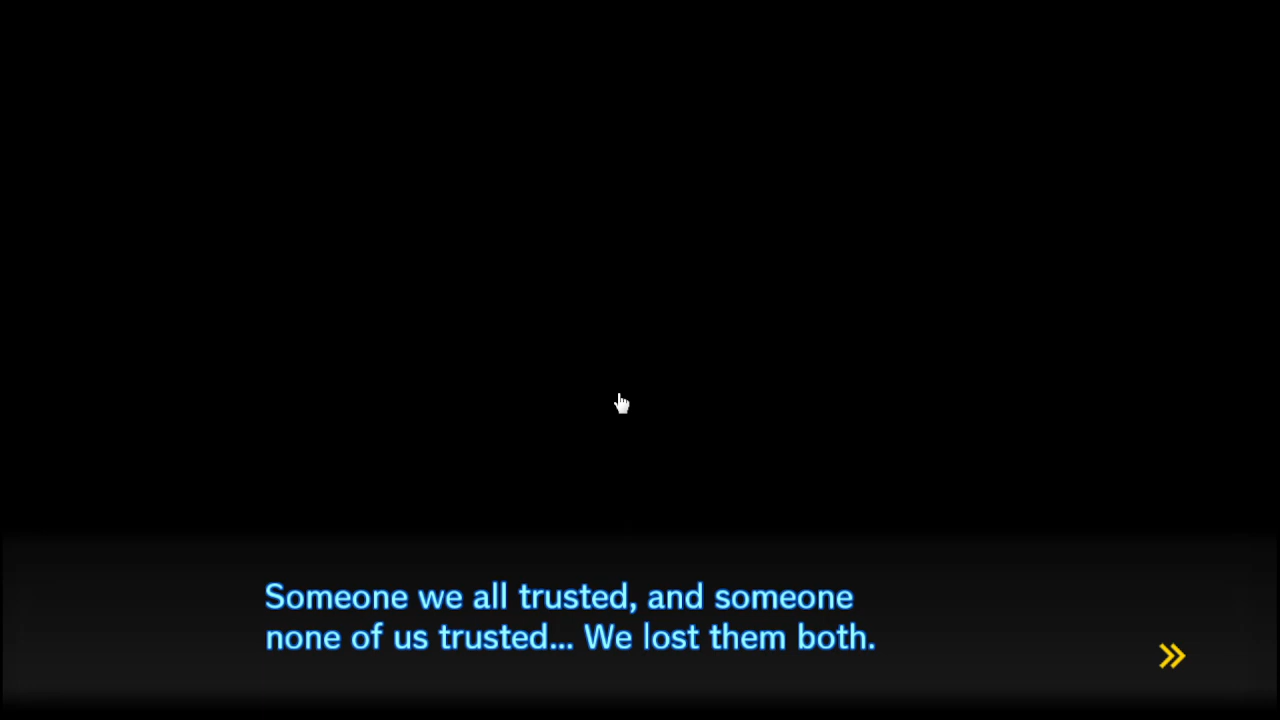 Someone we all trusted, and someone
none of us trusted... We lost them both.